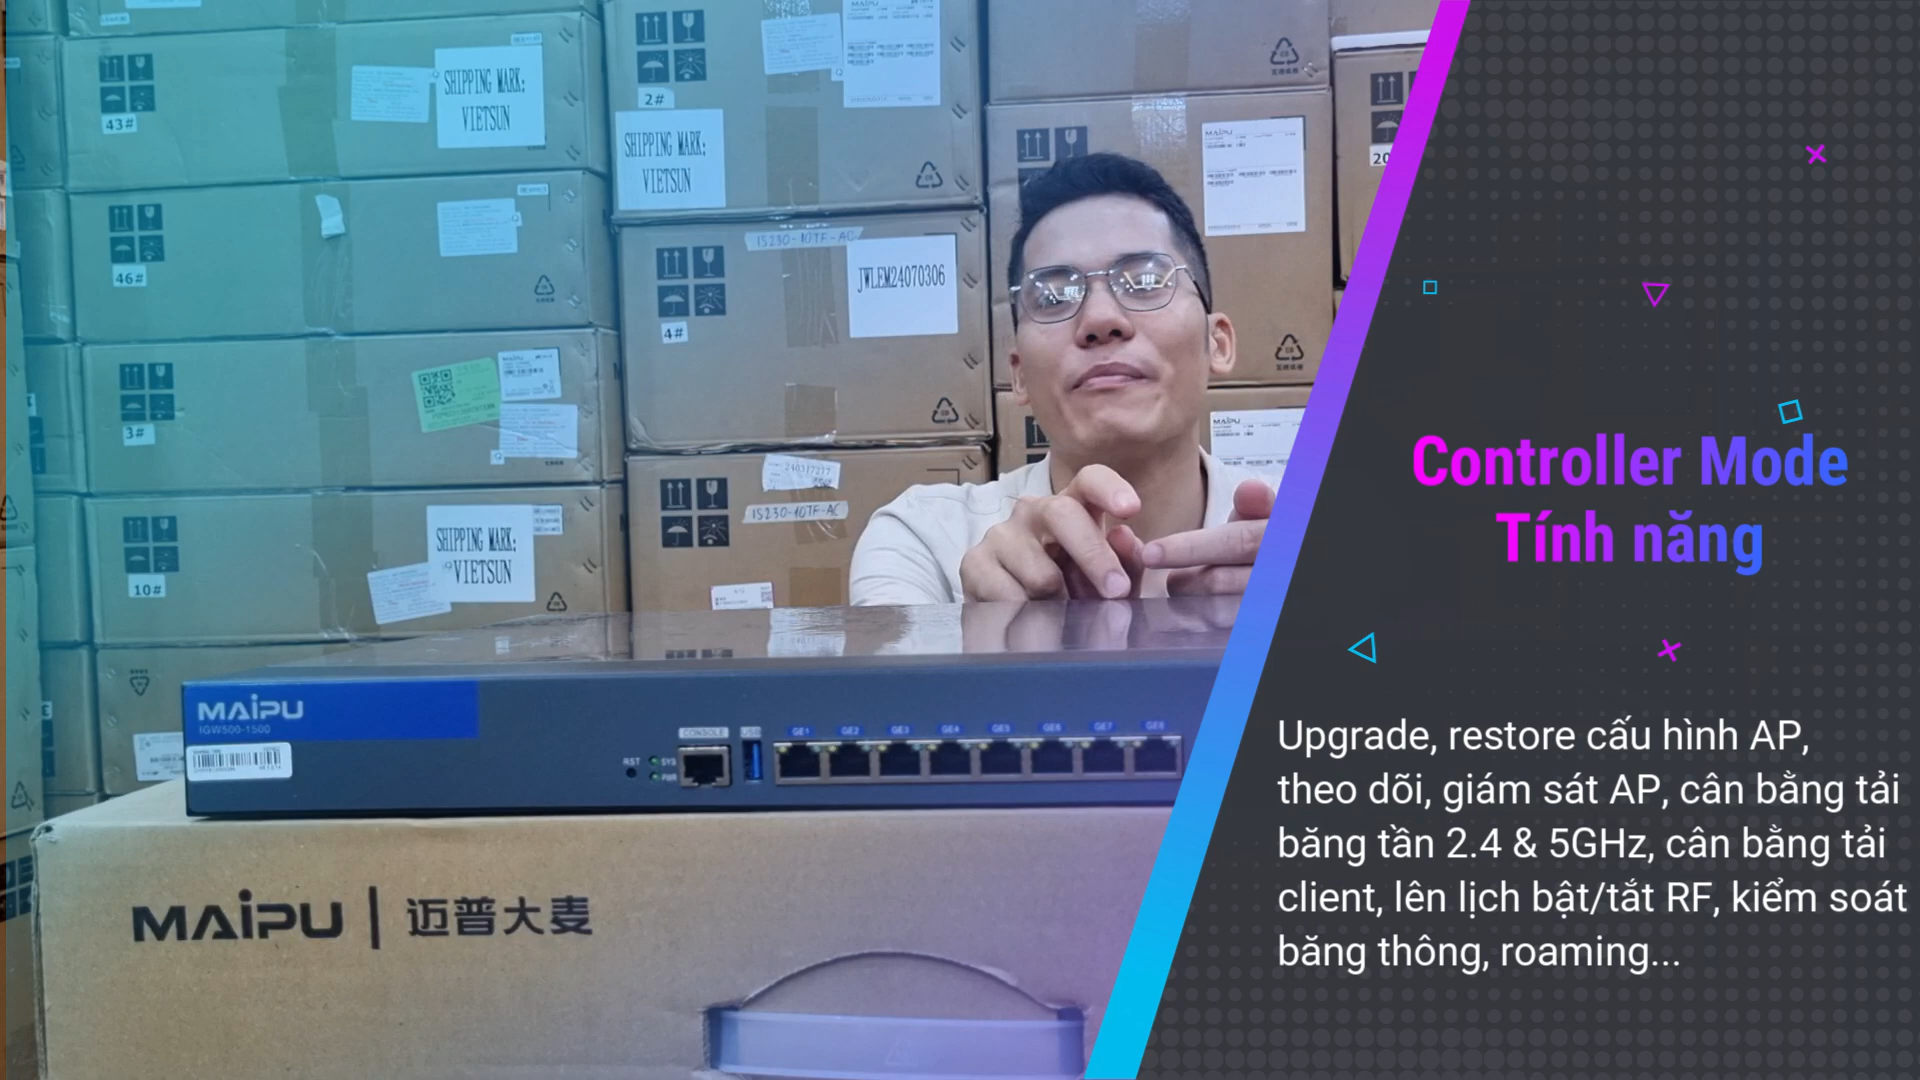 43#
SHIPPING MARK:
VIETSUN
46#
3#
SHIPPING MARK:
VIETSUN
10#
2#
SHIPPING MARK:
VIETSUN
IS230-10TF-AC
JWLEM24070306
4#
240317277
IS230-10TF-AC
MAIPU
MAIPU
20
MAIPU
Controller Mode
Tính năng
MAIPU
IGW500-1500
RST
SYS
PWR
CONSOLE
USB
GE1 GE2 GE3 GE4 GE5 GE6 GE7 GE8
MAIPU | 迈普大麦
Upgrade, restore cấu hình AP,
theo dõi, giám sát AP, cân bằng tải
băng tần 2.4 & 5GHz, cân bằng tải
client, lên lịch bật/tắt RF, kiểm soát
băng thông, roaming...